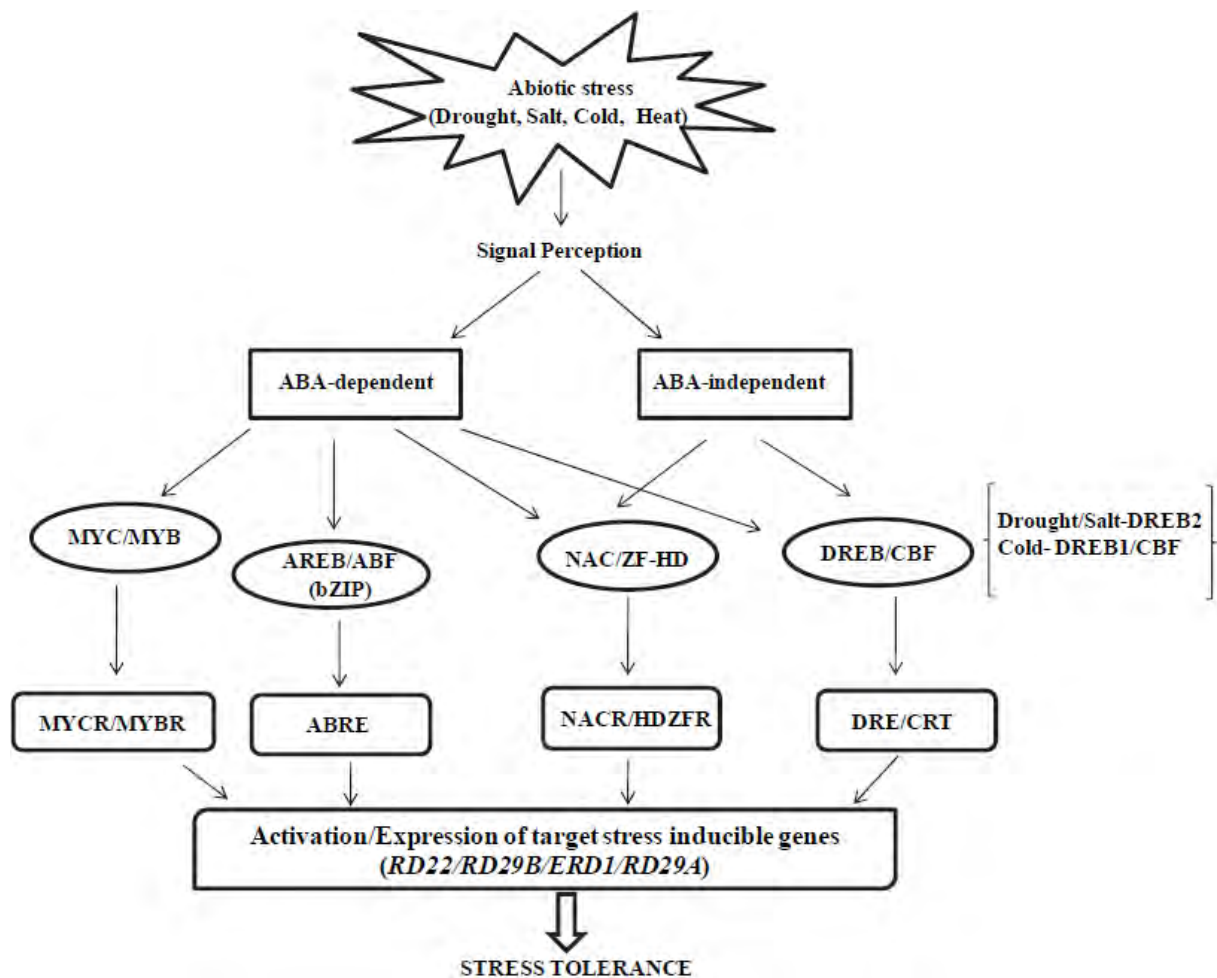 Abiotic stress
(Drought, Salt, Cold, Heat)
Signal Perception
ABA-dependent
ABA-independent
MYC/MYB
AREB/ABF
(bZIP)
NAC/ZF-HD
DREB/CBF
Drought/Salt-DREB2
Cold- DREB1/CBF
MYCR/MYBR
ABRE
NACR/HDZFR
DRE/CRT
Activation/Expression of target stress inducible genes
(RD22/RD29B/ERD1/RD29A)
STRESS TOLERANCE